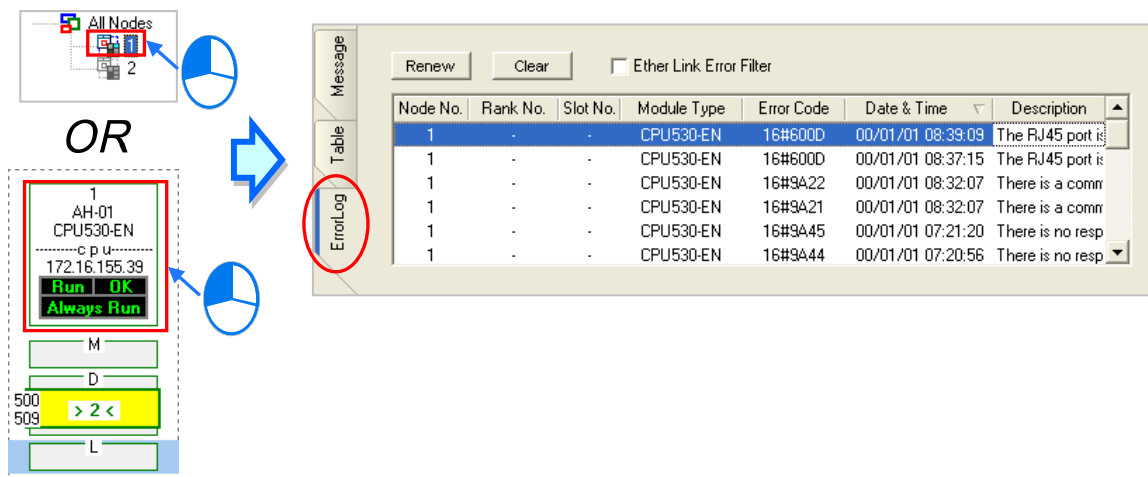 All Nodes
1
2
OR
1
AH-01
CPU530-EN
---------c p u---------
172.16.155.39
Run OK
Always Run
M
D
500
509
> 2 <
L
Message
Table
ErrorLog
Renew Clear Ether Link Error Filter
Node No. Rank No. Slot No. Module Type Error Code Date & Time Description
1 - - CPU530-EN 16#600D 00/01/01 08:39:09 The RJ45 port is
1 - - CPU530-EN 16#600D 00/01/01 08:37:15 The RJ45 port is
1 - - CPU530-EN 16#9A22 00/01/01 08:32:07 There is a comm
1 - - CPU530-EN 16#9A21 00/01/01 08:32:07 There is a comm
1 - - CPU530-EN 16#9A45 00/01/01 07:21:20 There is no resp
1 - - CPU530-EN 16#9A44 00/01/01 07:20:56 There is no resp